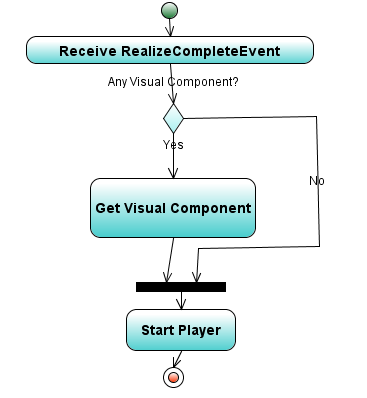 Receive RealizeCompleteEvent
Any Visual Component?
Yes
No
Get Visual Component
Start Player